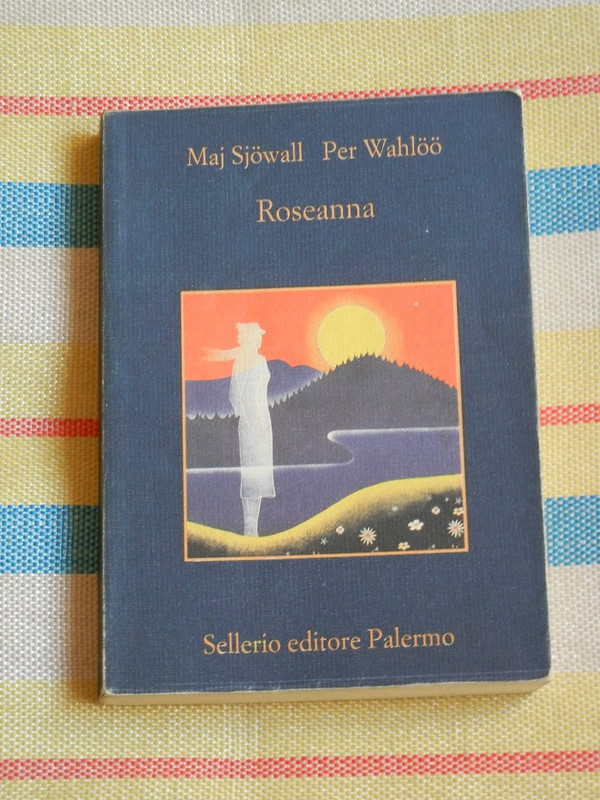 Maj Sjöwall Per Wahlöö
Roseanna
Sellerio editore Palermo